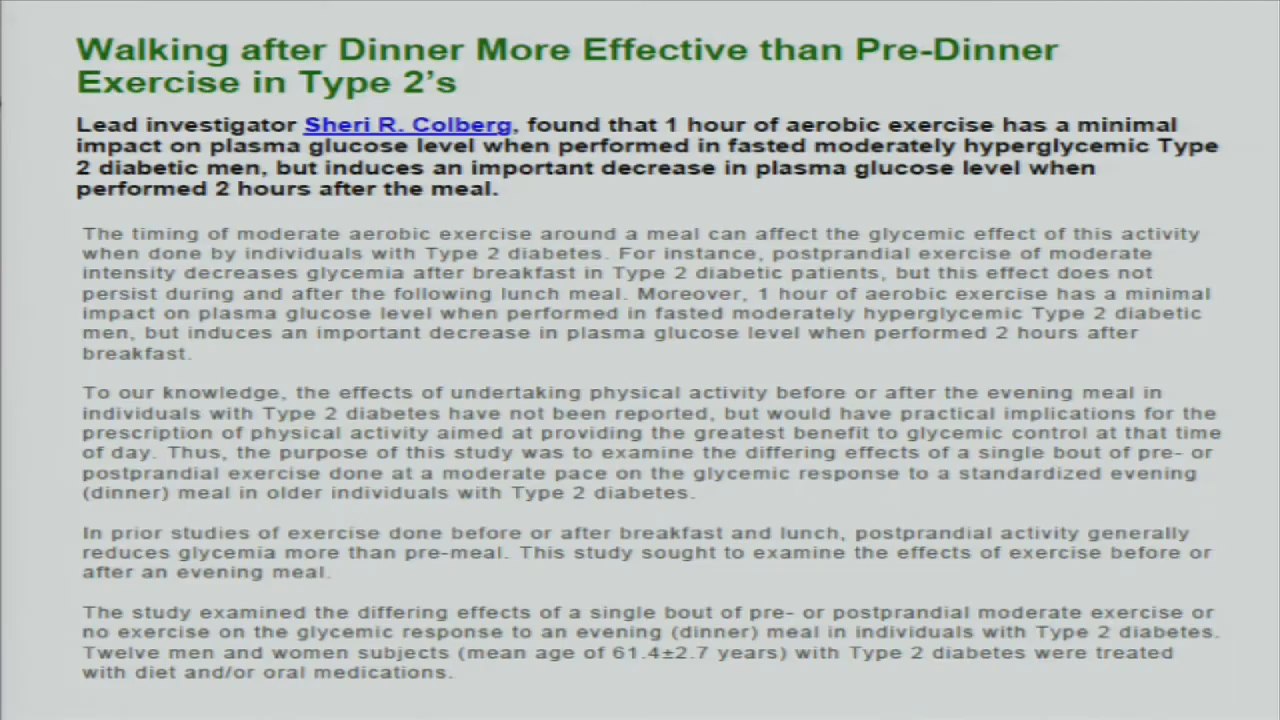 Walking after Dinner More Effective than Pre-Dinner
Exercise in Type 2’s
Lead investigator Sheri R. Colberg, found that 1 hour of aerobic exercise has a minimal
impact on plasma glucose level when performed in fasted moderately hyperglycemic Type
2 diabetic men, but induces an important decrease in plasma glucose level when
performed 2 hours after the meal.
The timing of moderate aerobic exercise around a meal can affect the glycemic effect of this activity
when done by individuals with Type 2 diabetes. For instance, postprandial exercise of moderate
intensity decreases glycemia after breakfast in Type 2 diabetic patients, but this effect does not
persist during and after the following lunch meal. Moreover, 1 hour of aerobic exercise has a minimal
impact on plasma glucose level when performed in fasted moderately hyperglycemic Type 2 diabetic
men, but induces an important decrease in plasma glucose level when performed 2 hours after
breakfast.
To our knowledge, the effects of undertaking physical activity before or after the evening meal in
individuals with Type 2 diabetes have not been reported, but would have practical implications for the
prescription of physical activity aimed at providing the greatest benefit to glycemic control at that time
of day. Thus, the purpose of this study was to examine the differing effects of a single bout of pre- or
postprandial exercise done at a moderate pace on the glycemic response to a standardized evening
(dinner) meal in older individuals with Type 2 diabetes.
In prior studies of exercise done before or after breakfast and lunch, postprandial activity generally
reduces glycemia more than pre-meal. This study sought to examine the effects of exercise before or
after an evening meal.
The study examined the differing effects of a single bout of pre- or postprandial moderate exercise or
no exercise on the glycemic response to an evening (dinner) meal in individuals with Type 2 diabetes.
Twelve men and women subjects (mean age of 61.4±2.7 years) with Type 2 diabetes were treated
with diet and/or oral medications.